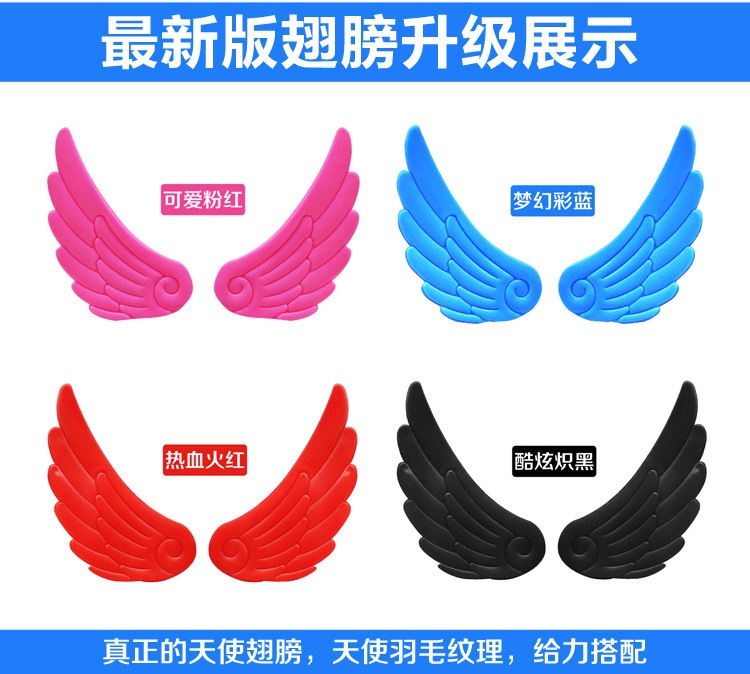 最新版翅膀升级展示
可爱粉红
梦幻彩蓝
热血火红
酷炫炽黑
真正的天使翅膀，天使羽毛纹理，给力搭配